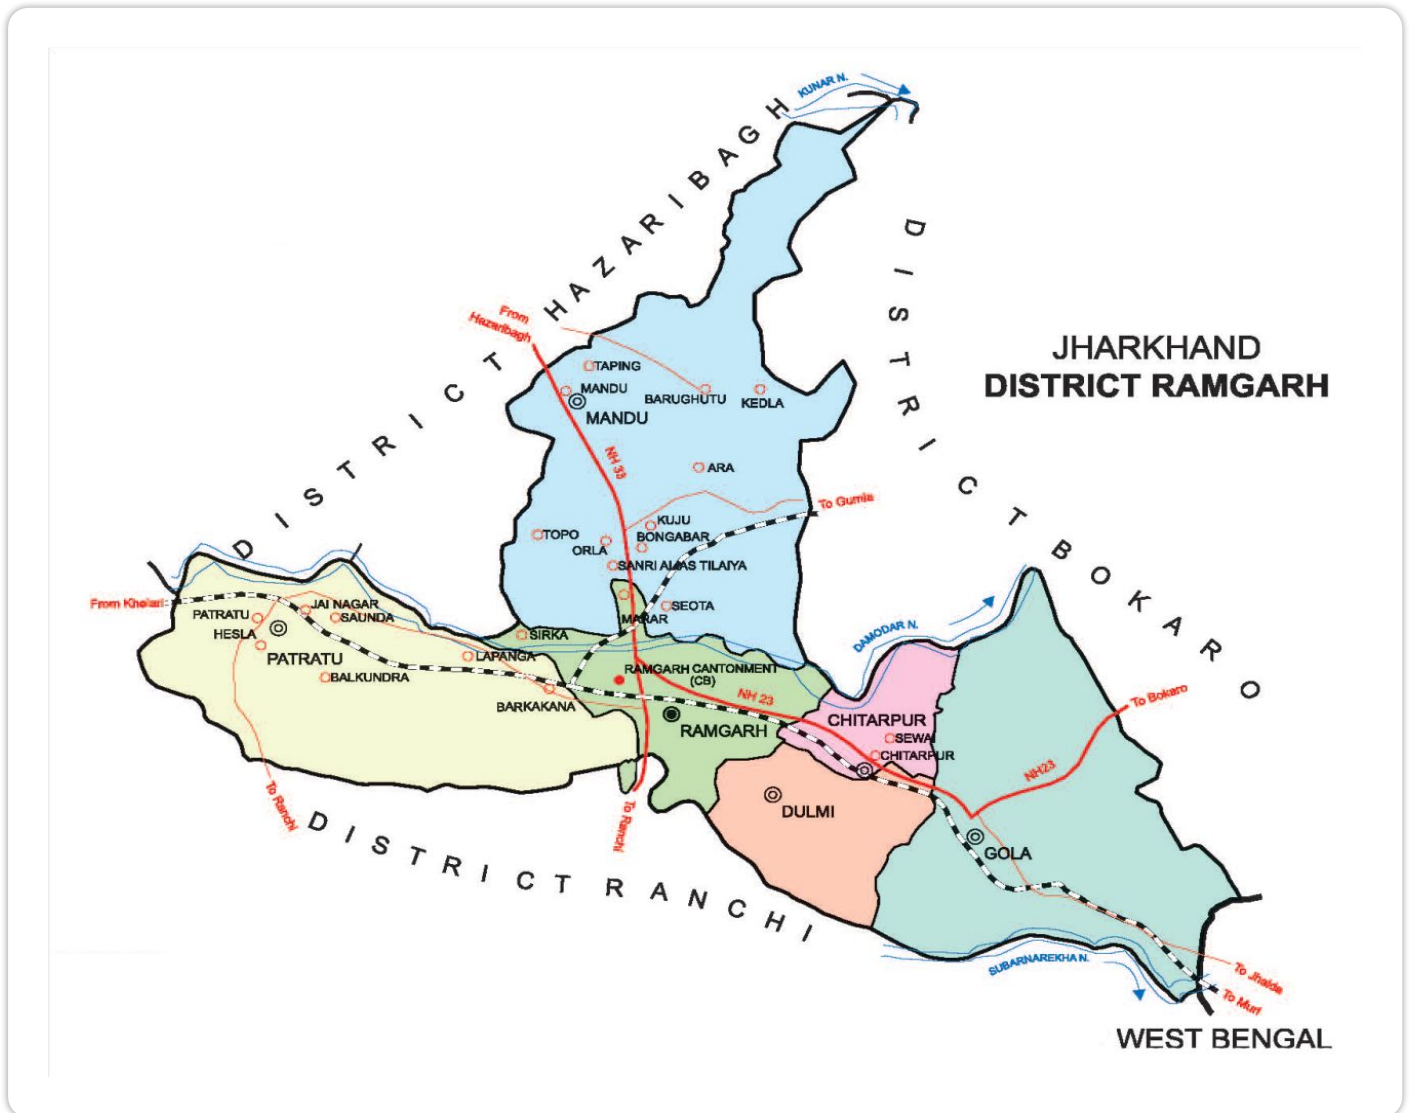 KUNAR N.
DISTRICT HAZARIBAGH
DISTRICT BOKARO
JHARKHAND
DISTRICT RAMGARH
From
Hazaribagh
TAPING
MANDU
MANDU
BARUGHUTU
KEDLA
NH 33
ARA
To Gumia
KUJU
TOPO
ORLA
BONGABAR
SANRI ALIAS TILAIYA
From Khelari
PATRATU
JAI NAGAR
SAUNDA
HESLA
PATRATU
BALKUNDRA
MARAR
SEOTA
SIRKA
LAPANGA
BARKAKANA
RAMGARH CANTONMENT
(CB)
NH 23
RAMGARH
DAMODAR N.
CHITARPUR
SEWAI
CHITARPUR
To Bokaro
NH23
DULMI
GOLA
To Ranchi
To Ranchi
DISTRICT RANCHI
SUBARNAREKHA N.
To Jhalda
To Muri
WEST BENGAL